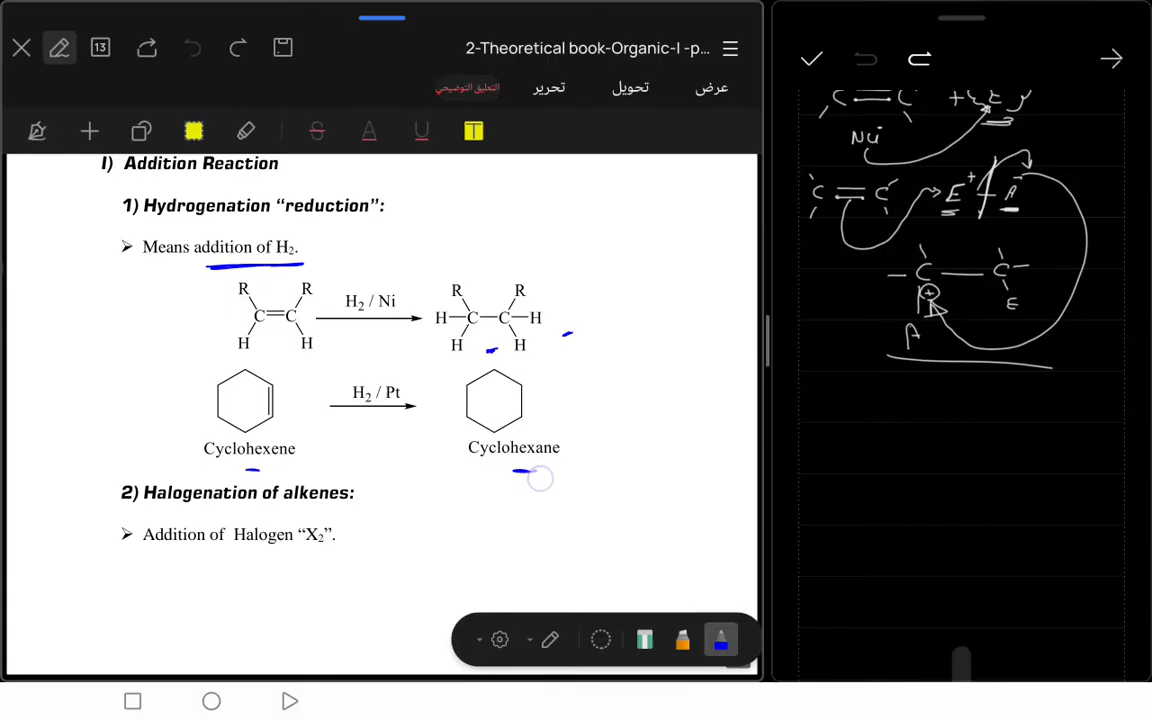 13
2-Theoretical book-Organic-I -p...
التعليق التوضيحي
تحرير
تحويل
عرض
A U T
I) Addition Reaction
1) Hydrogenation “reduction”:
➢ Means addition of H₂.
R R R R
C=C H₂ / Ni H–C–C–H
H H H H
H₂ / Pt
Cyclohexene Cyclohexane
2) Halogenation of alkenes:
➢ Addition of Halogen “X₂”.
C = C + E
Nu
C = C E⁺ – A⁻
– C — C –
+ E
A